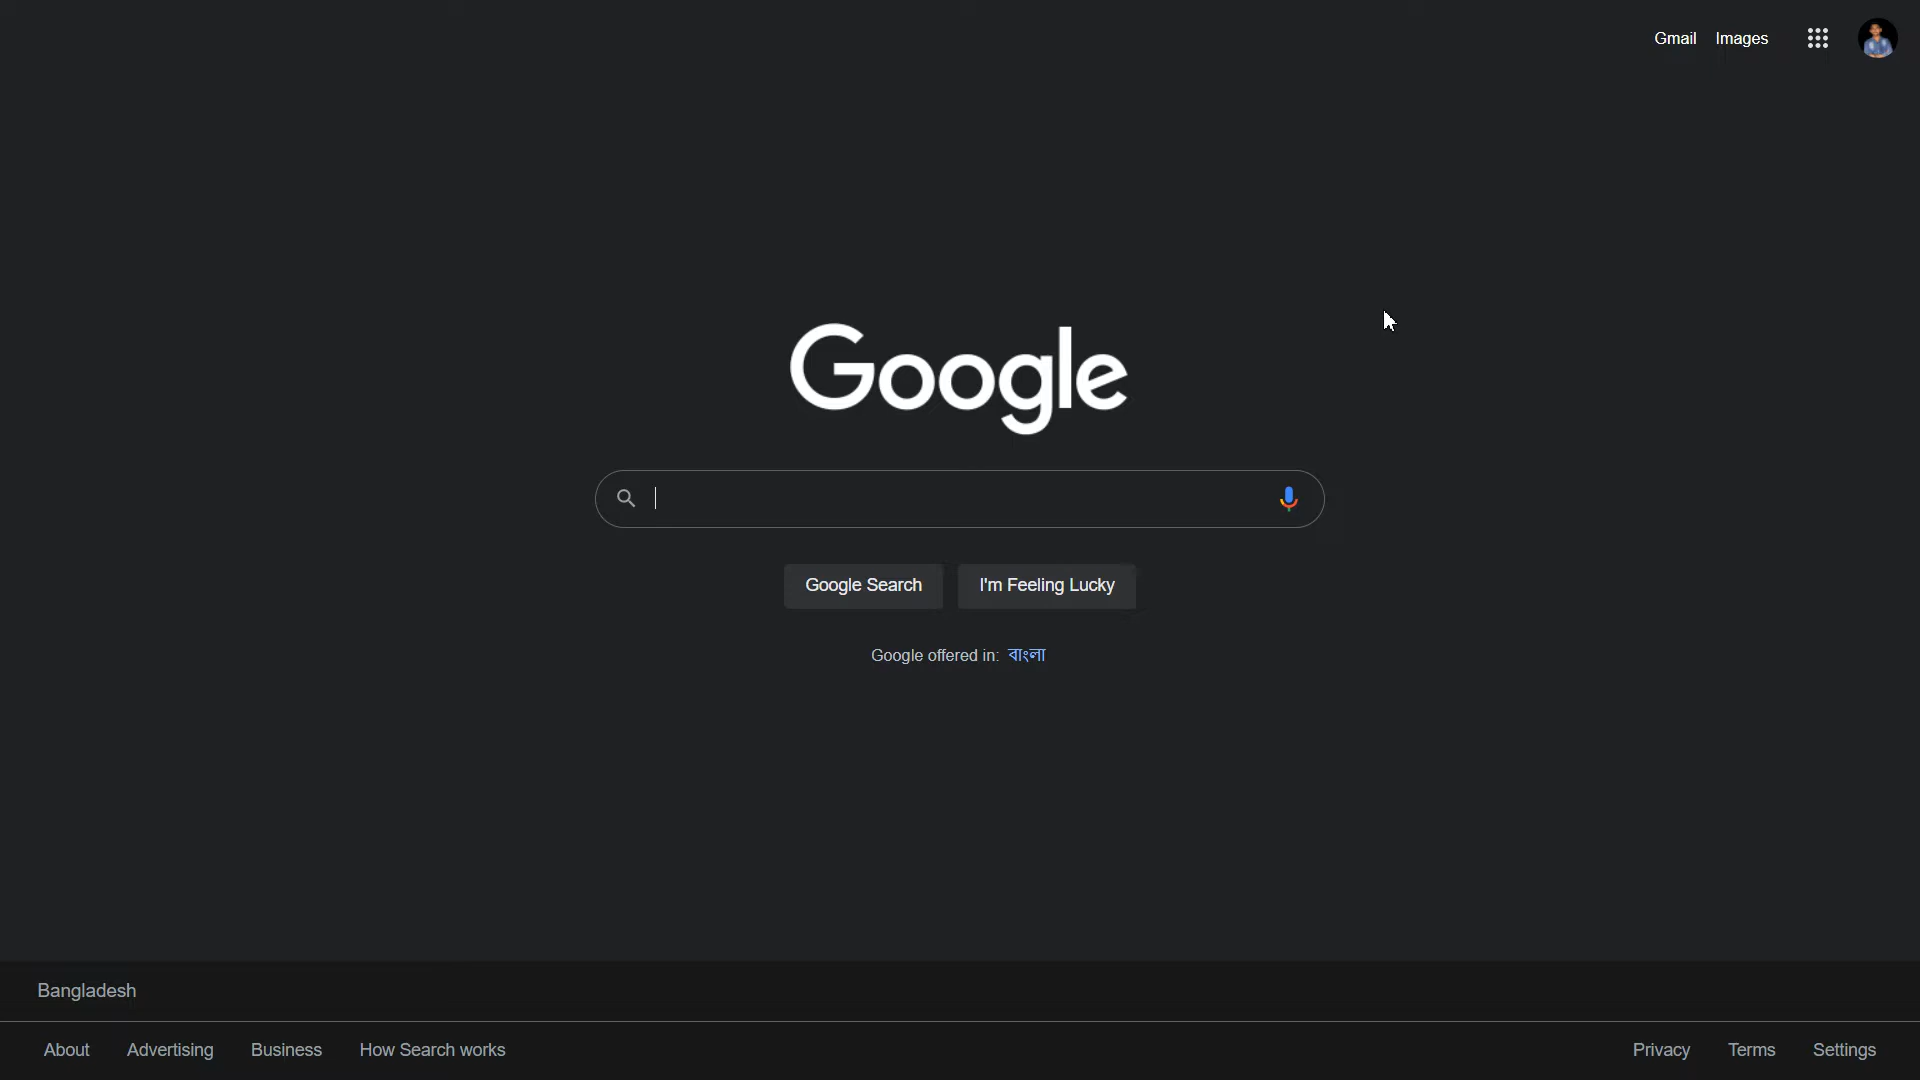 Gmail Images
Google
Google Search I'm Feeling Lucky
Google offered in: বাংলা
Bangladesh
About Advertising Business How Search works Privacy Terms Settings